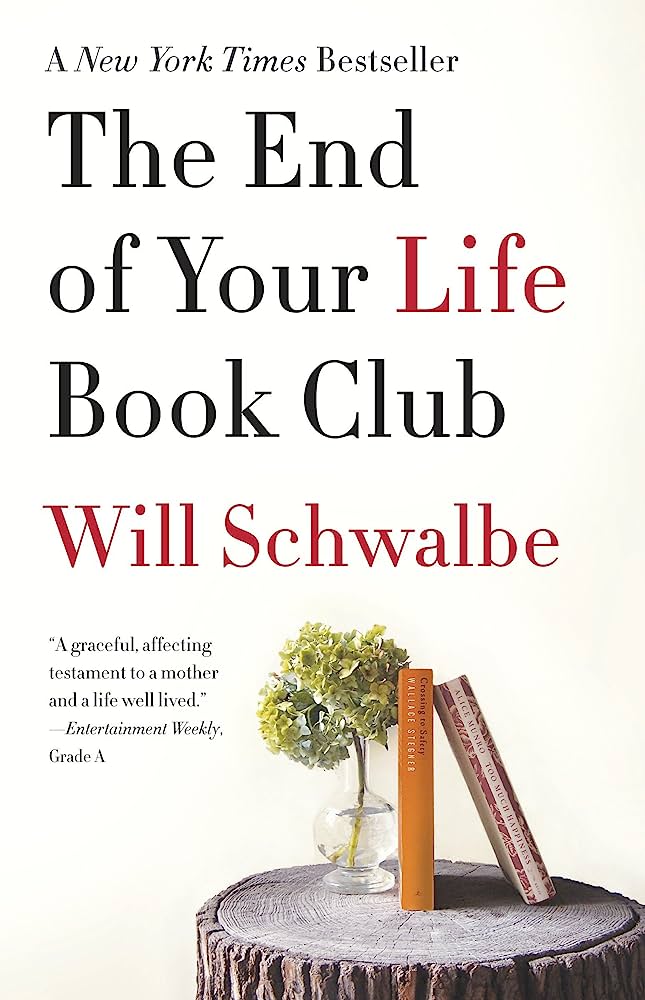 A New York Times Bestseller
The End
of Your Life
Book Club
Will Schwalbe
“A graceful, affecting
testament to a mother
and a life well lived.”
—Entertainment Weekly,
Grade A
Crossing to Safety
WALLACE STEGNER
ALICE MUNRO TOO MUCH HAPPINESS